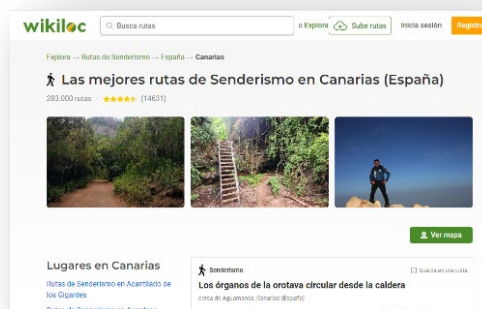 wikiloc
Busca rutas
o Explora
Sube rutas
Inicia sesión
Registra
Explora → Rutas de Senderismo → España → Canarias
Las mejores rutas de Senderismo en Canarias (España)
283.000 rutas · (14631)
Ver mapa
Lugares en Canarias
Rutas de Senderismo en Acantilado de
los Gigantes
Senderismo
Guarda en una Lista
Los órganos de la orotava circular desde la caldera
cerca de Aguamansa, Canarias (España)